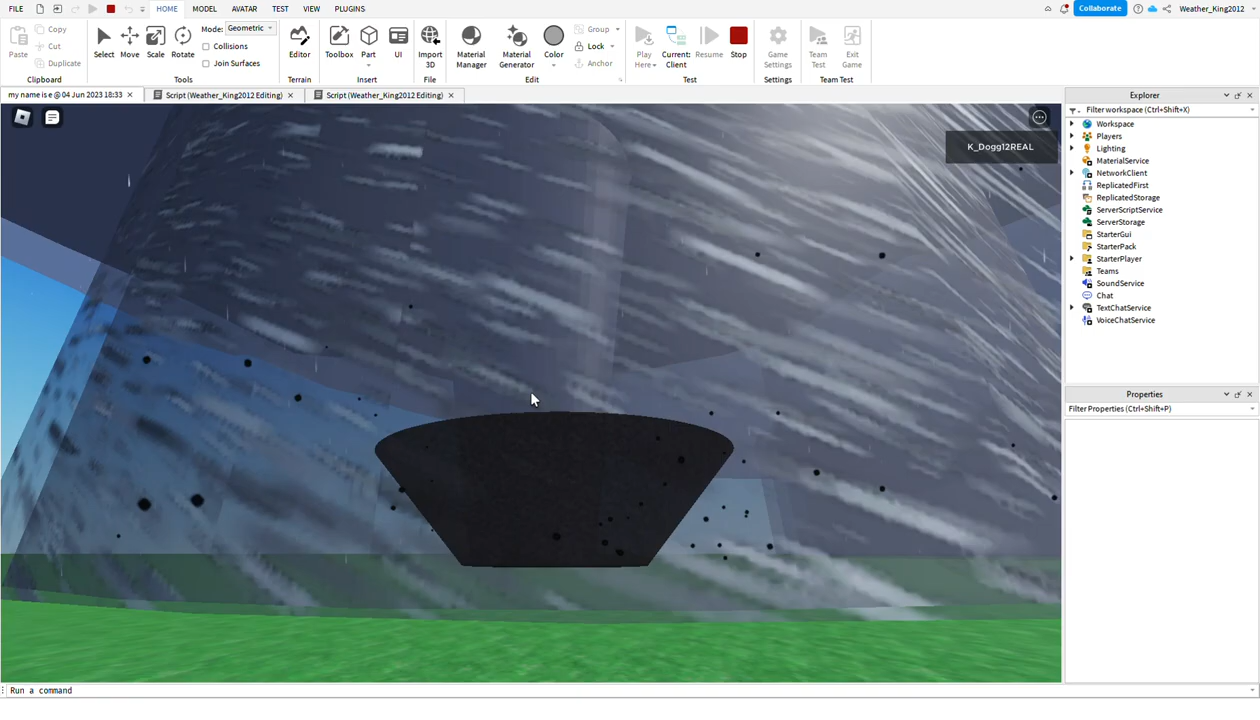 FILE HOME MODEL AVATAR TEST VIEW PLUGINS Collaborate Weather_King2012
Paste Copy Cut Duplicate Clipboard
Select Move Scale Rotate Mode: Geometric Collisions Join Surfaces Tools
Editor Terrain
Toolbox Part UI Insert
Import 3D File
Material Manager Material Generator Color Group Lock Anchor Edit
Play Here Current: Client Resume Stop Test
Game Settings Settings
Team Test Exit Game Team Test
my name is e @ 04 Jun 2023 18:33 Script (Weather_King2012 Editing) Script (Weather_King2012 Editing)
K_Dogg12REAL
Explorer
Filter workspace (Ctrl+Shift+X)
Workspace
Players
Lighting
MaterialService
NetworkClient
ReplicatedFirst
ReplicatedStorage
ServerScriptService
ServerStorage
StarterGui
StarterPack
StarterPlayer
Teams
SoundService
Chat
TextChatService
VoiceChatService
Properties
Filter Properties (Ctrl+Shift+P)
Run a command